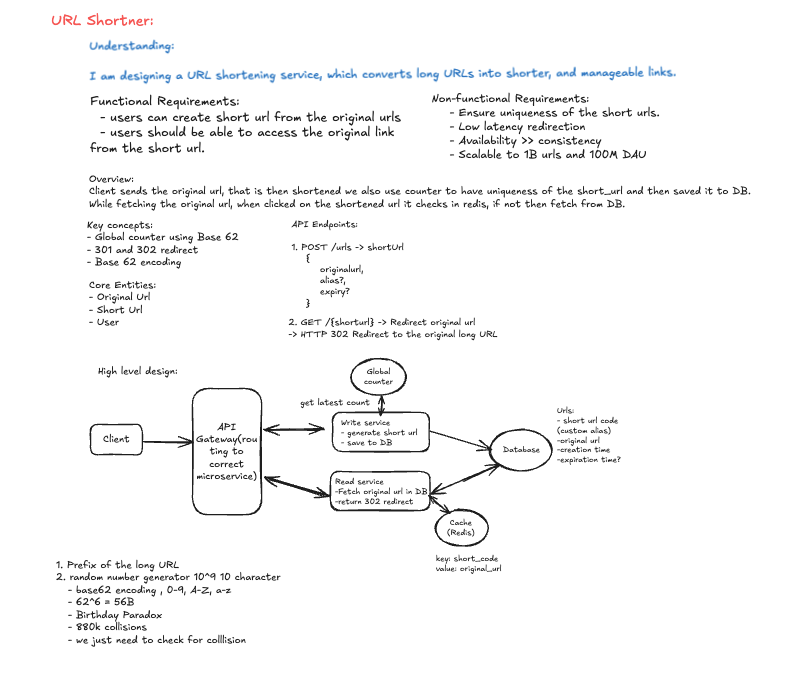 URL Shortner:
Understanding:
I am designing a URL shortening service, which converts long URLs into shorter, and manageable links.
Functional Requirements:
- users can create short url from the original urls
- users should be able to access the original link
from the short url.
Non-functional Requirements:
- Ensure uniqueness of the short urls.
- Low latency redirection
- Availability >> consistency
- Scalable to 1B urls and 100M DAU
Overview:
Client sends the original url, that is then shortened we also use counter to have uniqueness of the short_url and then saved it to DB.
While fetching the original url, when clicked on the shortened url it checks in redis, if not then fetch from DB.
Key concepts:
- Global counter using Base 62
- 301 and 302 redirect
- Base 62 encoding
Core Entities:
- Original Url
- Short Url
- User
API Endpoints:
1. POST /urls -> shortUrl
{
originalurl,
alias?,
expiry?
}
2. GET /{shorturl} -> Redirect original url
-> HTTP 302 Redirect to the original long URL
High level design:
Client
API
Gateway(rou
ting to
correct
microservice)
Global
counter
get latest count
Write service
- generate short url
- save to DB
Read service
-Fetch original url in DB
-return 302 redirect
Database
Urls:
- short url code
(custom alias)
-original url
-creation time
-expiration time?
Cache
(Redis)
key: short_code
value: original_url
1. Prefix of the long URL
2. random number generator 10^9 10 character
- base62 encoding , 0-9, A-Z, a-z
- 62^6 = 56B
- Birthday Paradox
- 880k collisions
- we just need to check for colllision